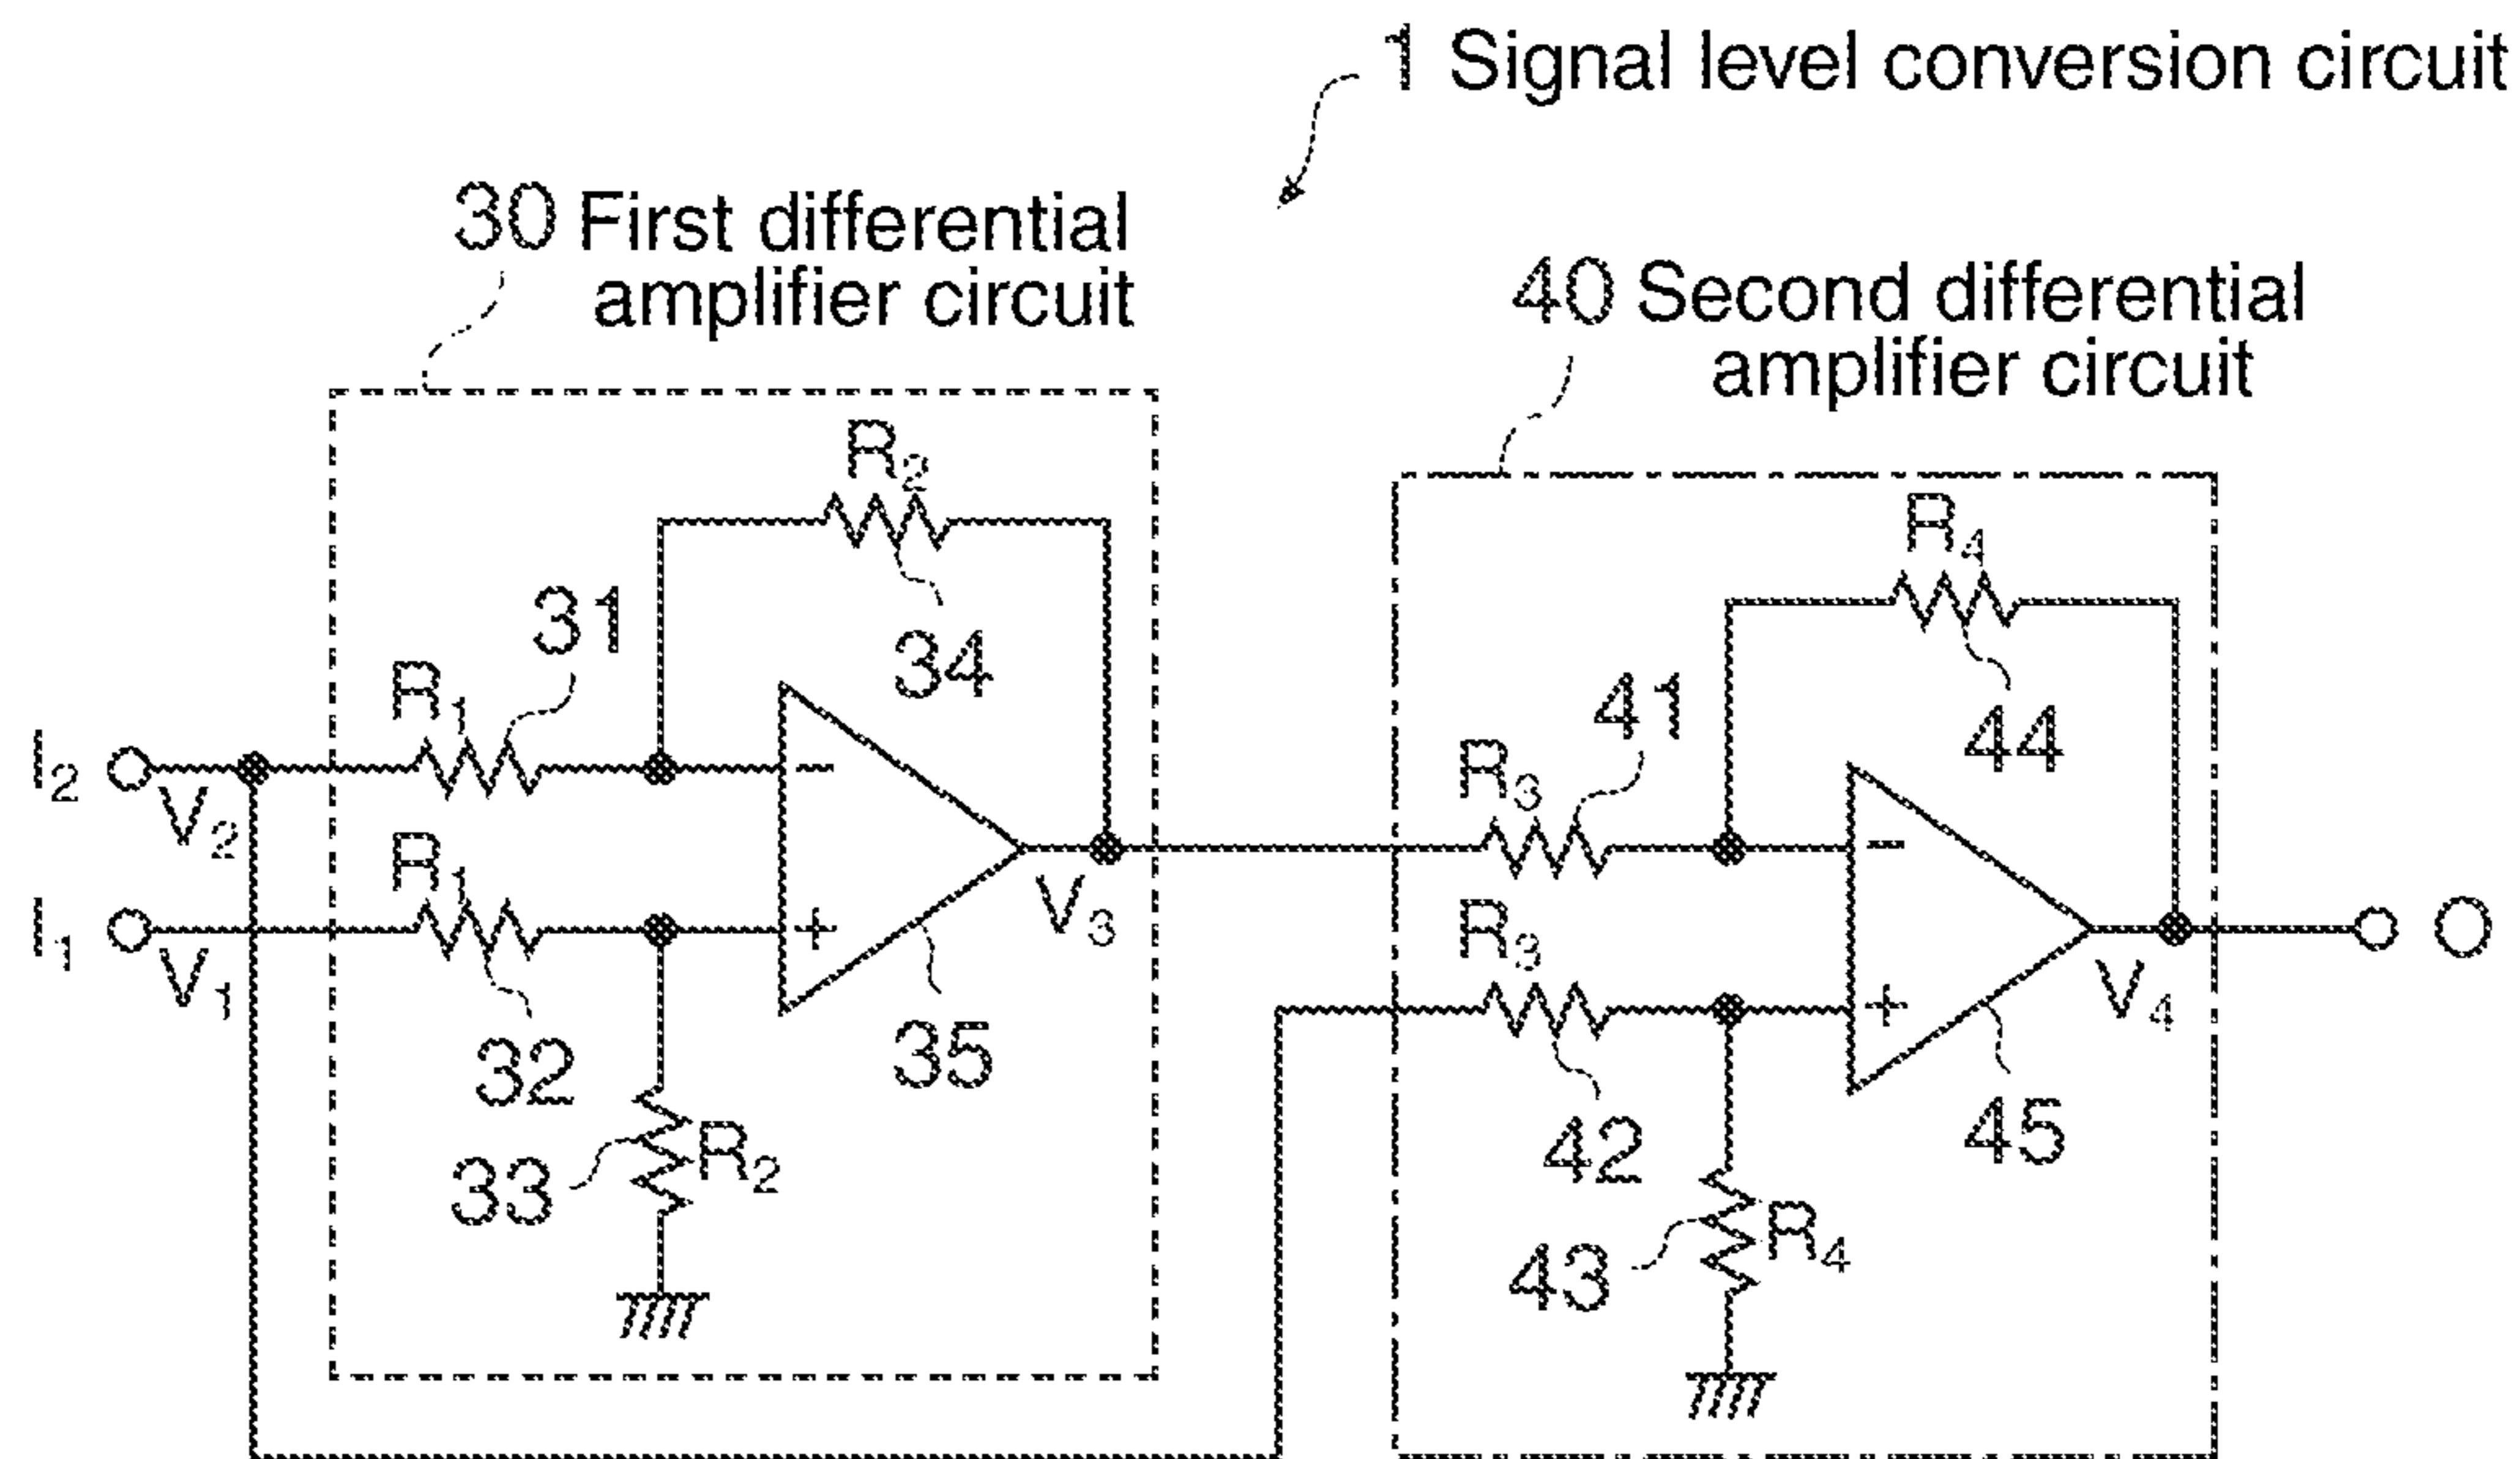 1 Signal level conversion circuit
30 First differential
amplifier circuit
40 Second differential
amplifier circuit
R2
R4
31
34
41
44
R1
R3
I2
V2
−
−
R1
R3
I1
V1
+
V3
+
V4
O
32
35
42
45
33
R2
43
R4